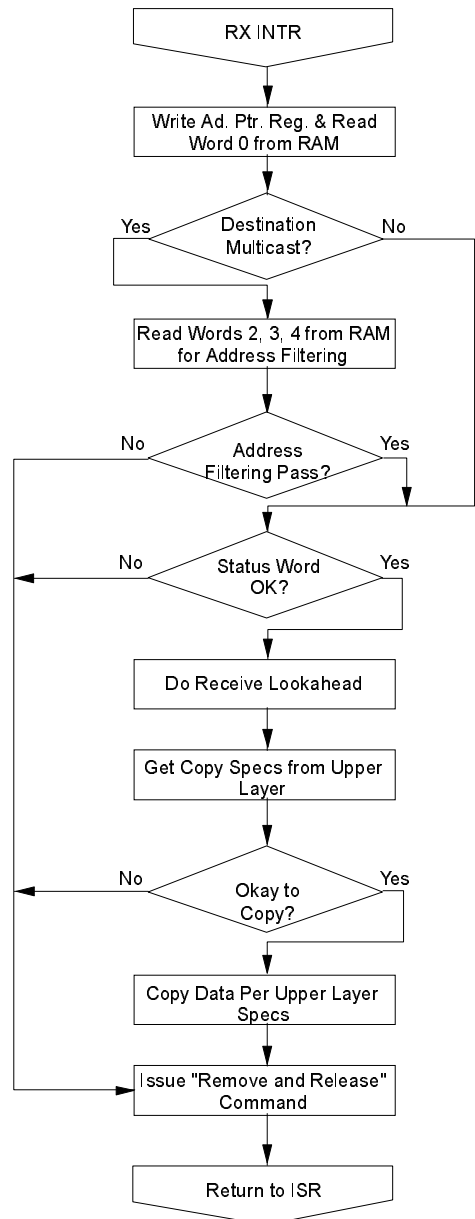 RX INTR
Write Ad. Ptr. Reg. & Read
Word 0 from RAM
Yes
No
Destination
Multicast?
Read Words 2, 3, 4 from RAM
for Address Filtering
No
Yes
Address
Filtering Pass?
No
Yes
Status Word
OK?
Do Receive Lookahead
Get Copy Specs from Upper
Layer
No
Yes
Okay to
Copy?
Copy Data Per Upper Layer
Specs
Issue "Remove and Release"
Command
Return to ISR